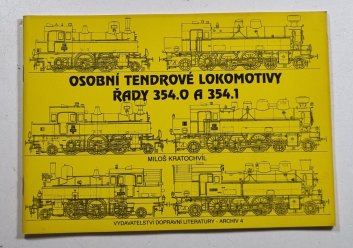 OSOBNÍ TENDROVÉ LOKOMOTIVY
ŘADY 354.0 A 354.1
MILOŠ KRATOCHVÍL
VYDAVATELSTVÍ DOPRAVNÍ LITERATURY - ARCHIV 4